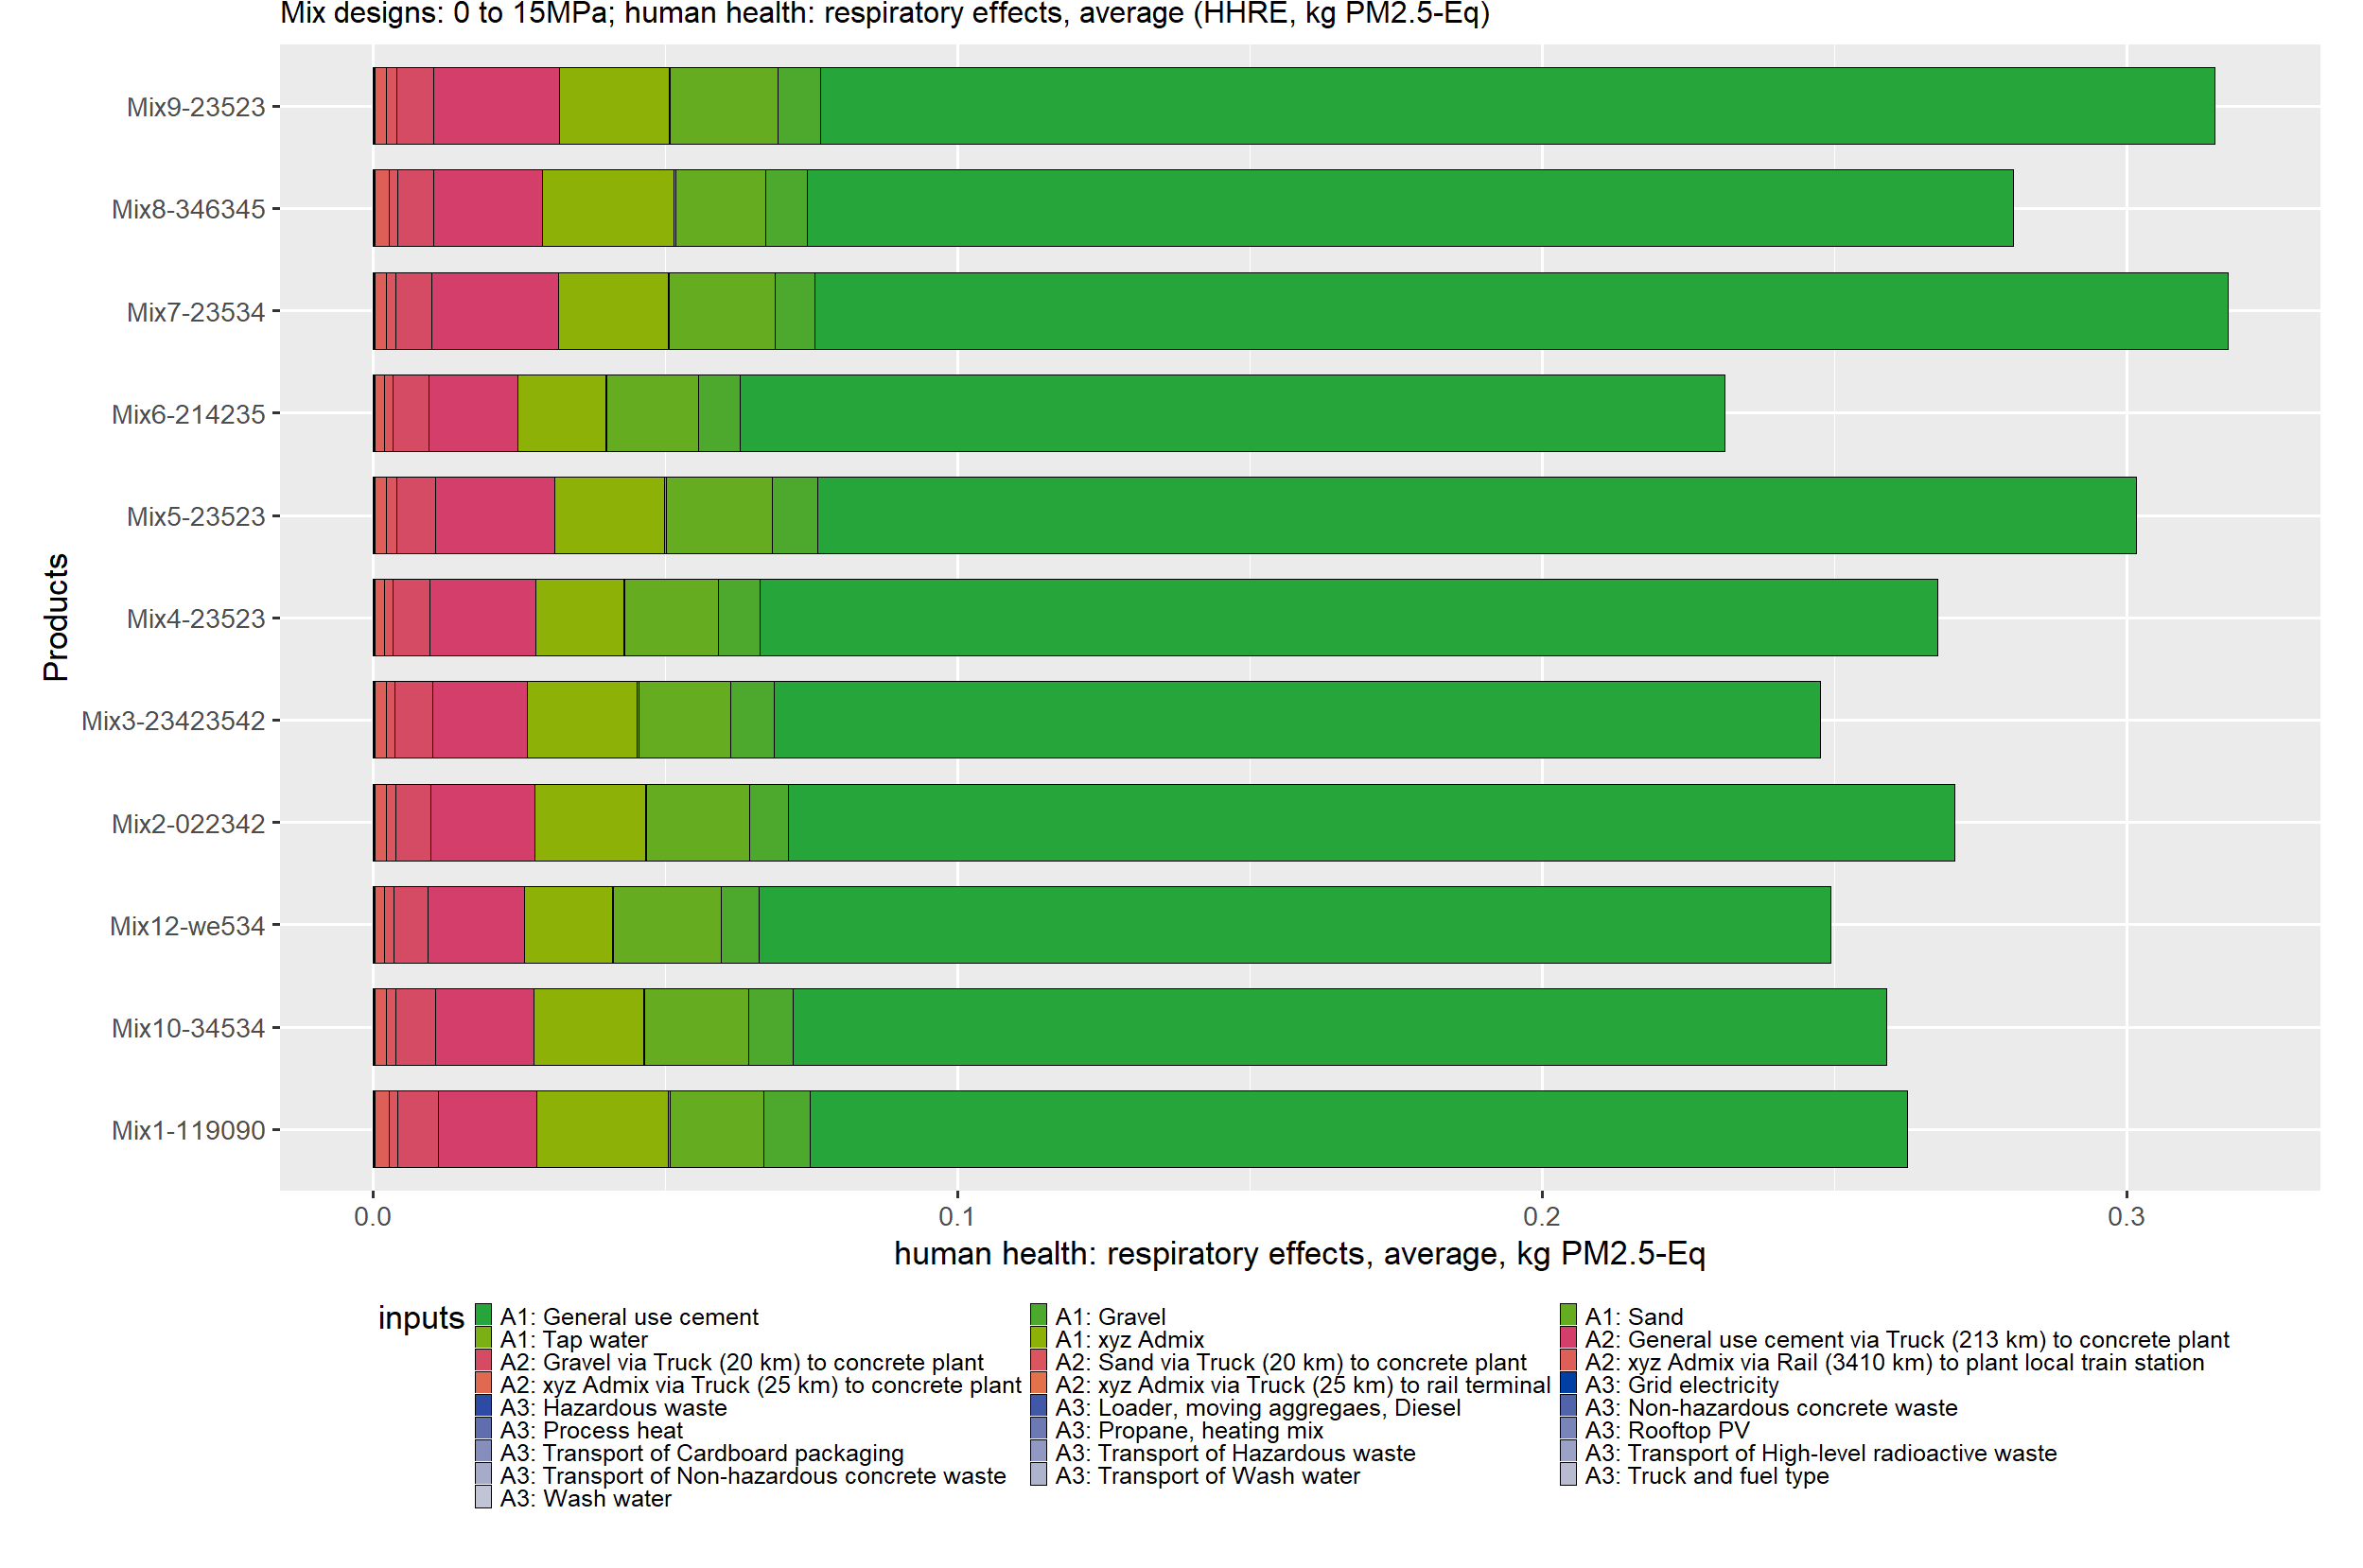 Mix designs: 0 to 15MPa; human health: respiratory effects, average (HHRE, kg PM2.5-Eq)
Products
Mix9-23523
Mix8-346345
Mix7-23534
Mix6-214235
Mix5-23523
Mix4-23523
Mix3-23423542
Mix2-022342
Mix12-we534
Mix10-34534
Mix1-119090
0.0 0.1 0.2 0.3
human health: respiratory effects, average, kg PM2.5-Eq
inputs
A1: General use cement A1: Gravel A1: Sand
A1: Tap water A1: xyz Admix A2: General use cement via Truck (213 km) to concrete plant
A2: Gravel via Truck (20 km) to concrete plant A2: Sand via Truck (20 km) to concrete plant A2: xyz Admix via Rail (3410 km) to plant local train station
A2: xyz Admix via Truck (25 km) to concrete plant A2: xyz Admix via Truck (25 km) to rail terminal A3: Grid electricity
A3: Hazardous waste A3: Loader, moving aggregaes, Diesel A3: Non-hazardous concrete waste
A3: Process heat A3: Propane, heating mix A3: Rooftop PV
A3: Transport of Cardboard packaging A3: Transport of Hazardous waste A3: Transport of High-level radioactive waste
A3: Transport of Non-hazardous concrete waste A3: Transport of Wash water A3: Truck and fuel type
A3: Wash water